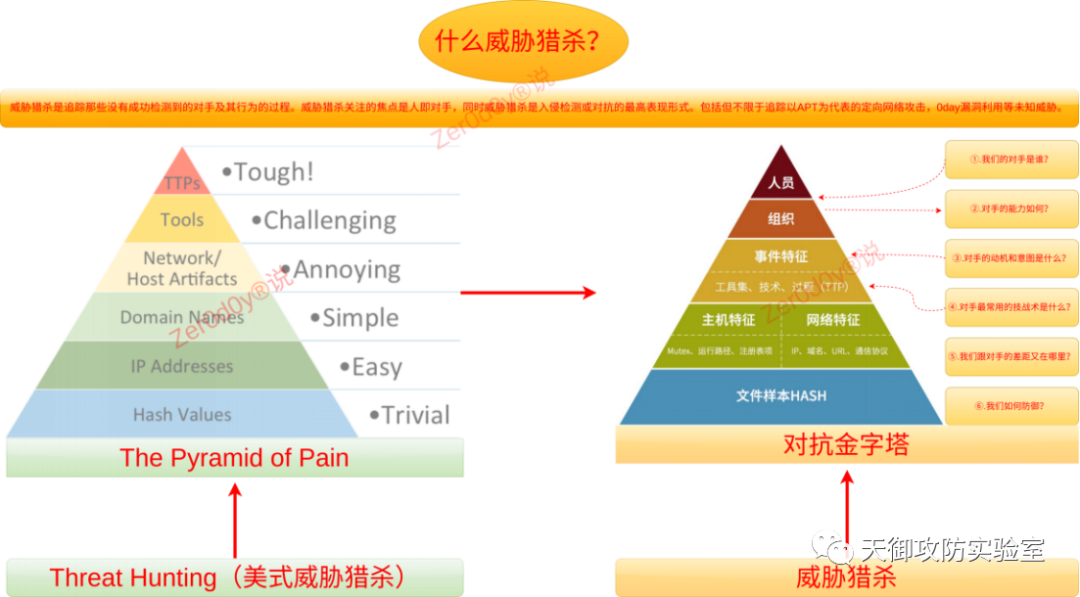 什么威胁猎杀？
威胁猎杀是追踪那些没有成功检测到的对手及其行为的过程。威胁猎杀关注的焦点是人即对手，同时威胁猎杀是入侵检测或对抗的最高表现形式。包括但不限于追踪以APT为代表的定向网络攻击，0day漏洞利用等未知威胁。
Zer0d0y®说
TTPs
•Tough!
Tools
•Challenging
Network/
Host Artifacts
•Annoying
Domain Names
•Simple
IP Addresses
•Easy
Hash Values
•Trivial
Zer0d0y®说
The Pyramid of Pain
Threat Hunting（美式威胁猎杀）
人员
组织
事件特征
工具集、技术、过程（TTP）
主机特征
网络特征
Mutex、运行路径、注册表项
IP、域名、URL、通信协议
文件样本HASH
Zer0d0y®说
①.我们的对手是谁？
②.对手的能力如何？
③.对手的动机和意图是什么？
④.对手最常用的技战术是什么？
⑤.我们跟对手的差距又在哪里？
⑥.我们如何防御？
对抗金字塔
天御攻防实验室
威胁猎杀